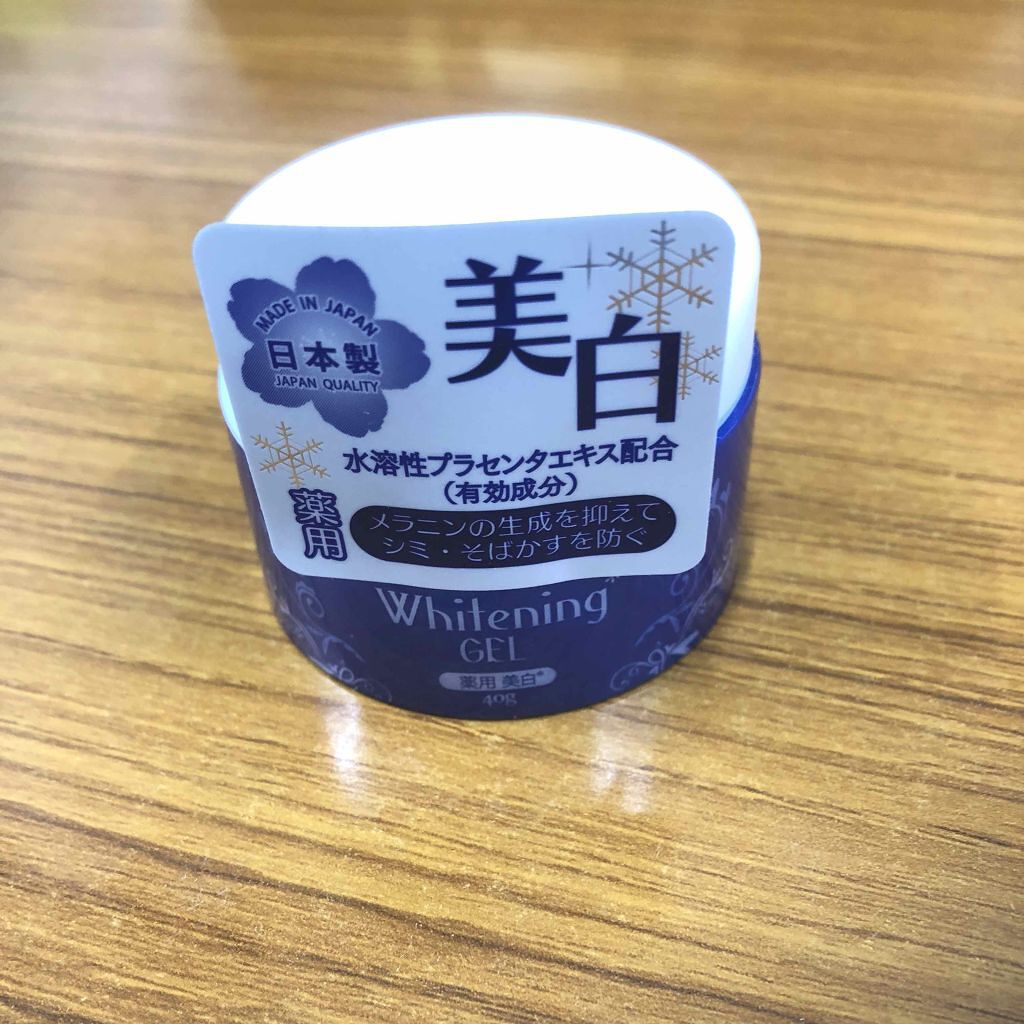 MADE IN JAPAN
日本製
JAPAN QUALITY
美白
水溶性プラセンタエキス配合
（有効成分）
薬用
メラニンの生成を抑えて
シミ・そばかすを防ぐ
Whitening*
GEL
薬用 美白*
40g